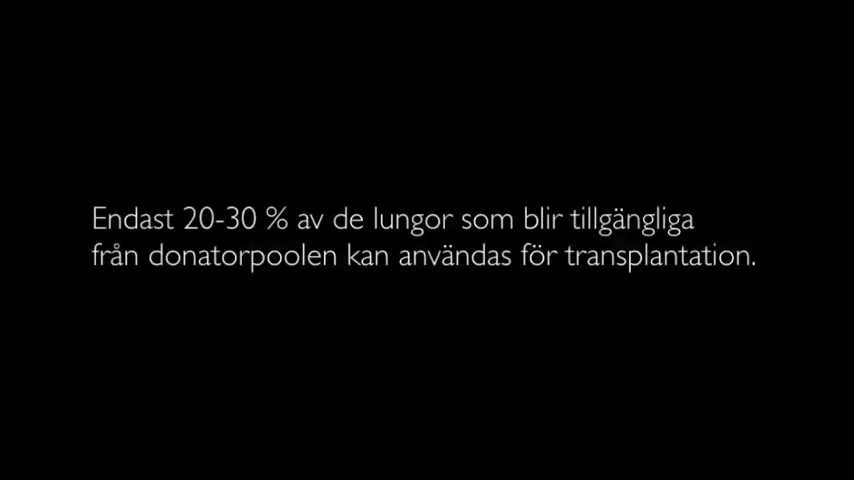 Endast 20-30 % av de lungor som blir tillgängliga
från donatorpoolen kan användas för transplantation.